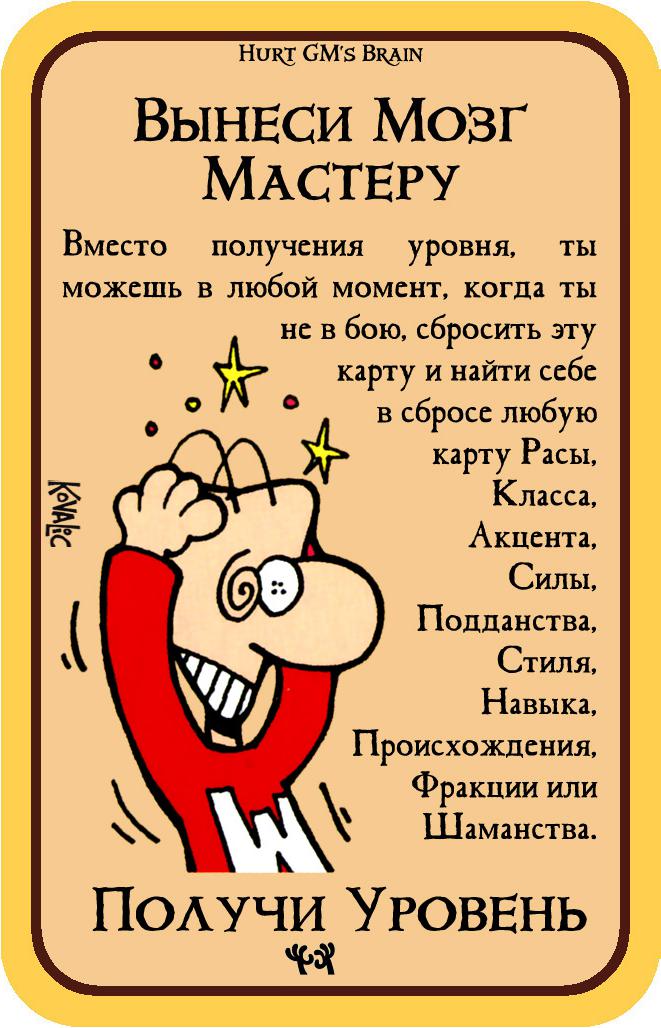 Hurt GM's Brain
Вынеси Мозг
Мастеру
Вместо получения уровня, ты
можешь в любой момент, когда ты
не в бою, сбросить эту
карту и найти себе
в сбросе любую
карту Расы,
Класса,
Акцента,
Силы,
Подданства,
Стиля,
Навыка,
Происхождения,
Фракции или
Шаманства.
Kovalic
W
Получи Уровень